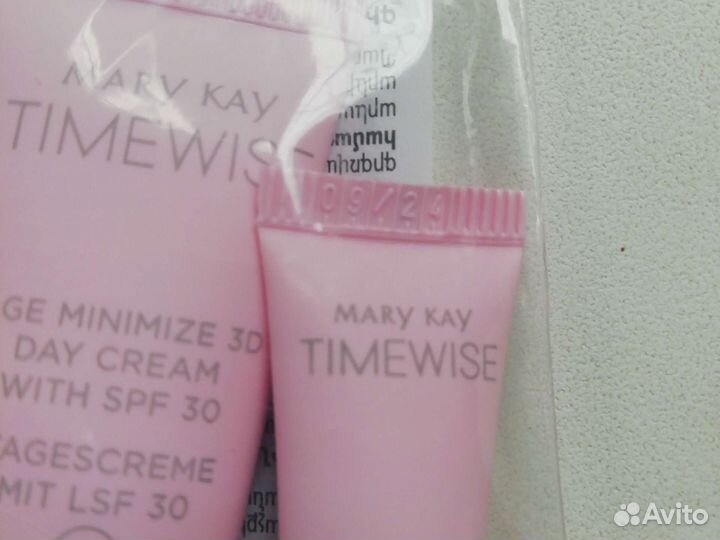 MARY KAY
TIMEWISE
GE MINIMIZE 3D
DAY CREAM
WITH SPF 30
TAGESCREME
MIT LSF 30
09/24
MARY KAY
TIMEWISE
Avito